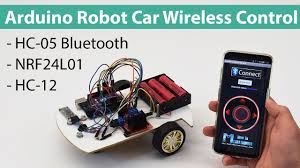 Arduino Robot Car Wireless Control
- HC-05 Bluetooth
- NRF24L01
- HC-12
Connect